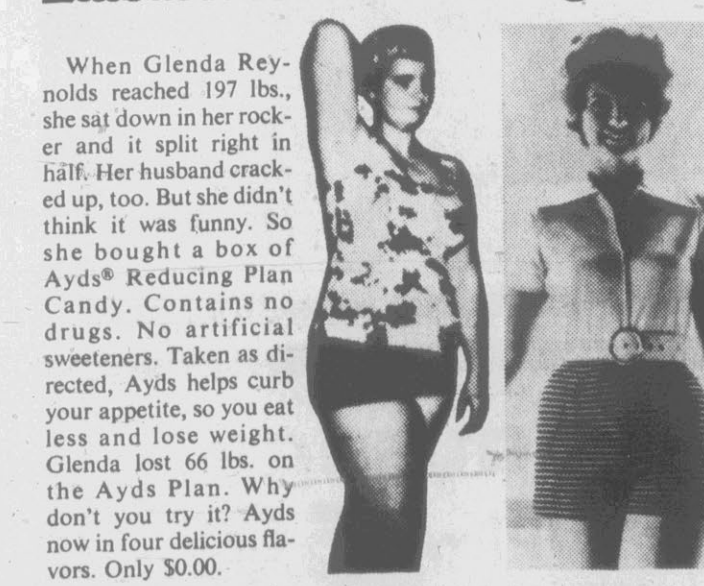 When Glenda Rey-
nolds reached 197 lbs.,
she sat down in her rock-
er and it split right in
half. Her husband crack-
ed up, too. But she didn't
think it was funny. So
she bought a box of
Ayds® Reducing Plan
Candy. Contains no
drugs. No artificial
sweeteners. Taken as di-
rected, Ayds helps curb
your appetite, so you eat
less and lose weight.
Glenda lost 66 lbs. on
the Ayds Plan. Why
don't you try it? Ayds
now in four delicious fla-
vors. Only $0.00.